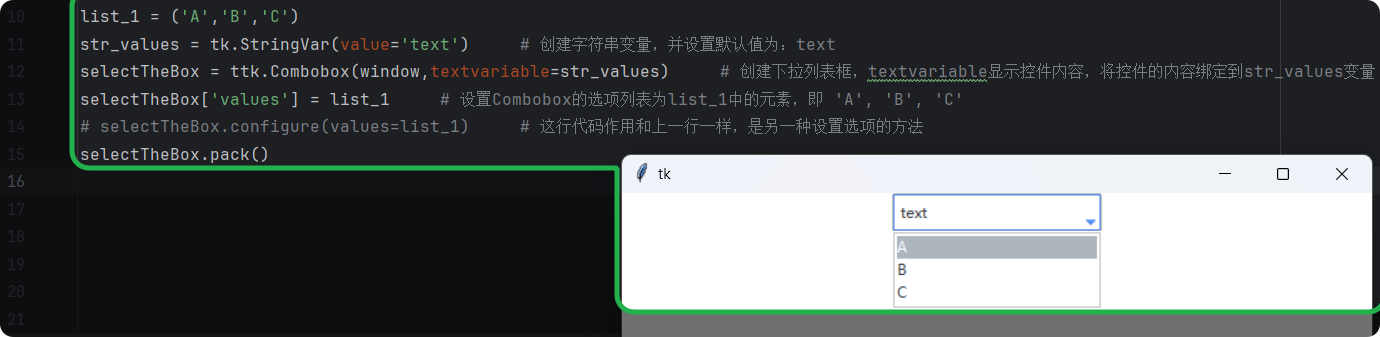 10 list_1 = ('A','B','C')
11 str_values = tk.StringVar(value='text') # 创建字符串变量，并设置默认值为：text
12 selectTheBox = ttk.Combobox(window,textvariable=str_values) # 创建下拉列表框，textvariable显示控件内容，将控件的内容绑定到str_values变量
13 selectTheBox['values'] = list_1 # 设置Combobox的选项列表为list_1中的元素，即 'A', 'B', 'C'
14 # selectTheBox.configure(values=list_1) # 这行代码作用和上一行一样，是另一种设置选项的方法
15 selectTheBox.pack()
16
17
18
19
20
21
tk
text
A
B
C